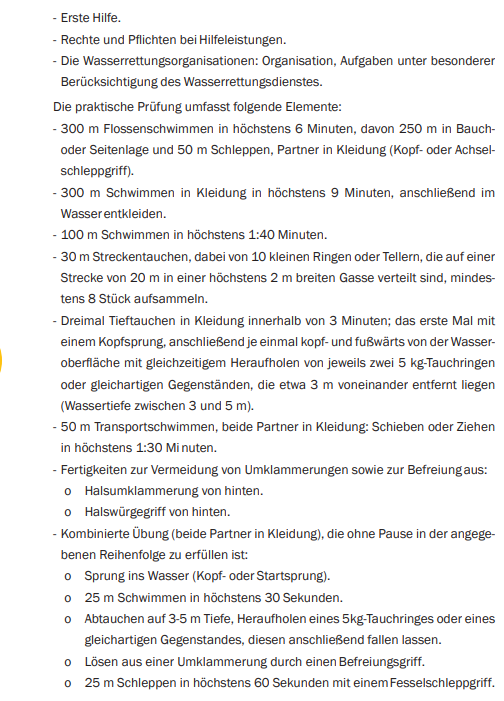 - Erste Hilfe.
- Rechte und Pflichten bei Hilfeleistungen.
- Die Wasserrettungsorganisationen: Organisation, Aufgaben unter besonderer
Berücksichtigung des Wasserrettungsdienstes.
Die praktische Prüfung umfasst folgende Elemente:
- 300 m Flossenschwimmen in höchstens 6 Minuten, davon 250 m in Bauch-
oder Seitenlage und 50 m Schleppen, Partner in Kleidung (Kopf- oder Achsel-
schleppgriff).
- 300 m Schwimmen in Kleidung in höchstens 9 Minuten, anschließend im
Wasser entkleiden.
- 100 m Schwimmen in höchstens 1:40 Minuten.
- 30 m Streckentauchen, dabei von 10 kleinen Ringen oder Tellern, die auf einer
Strecke von 20 m in einer höchstens 2 m breiten Gasse verteilt sind, mindes-
tens 8 Stück aufsammeln.
- Dreimal Tieftauchen in Kleidung innerhalb von 3 Minuten; das erste Mal mit
einem Kopfsprung, anschließend je einmal kopf- und fußwärts von der Wasser-
oberfläche mit gleichzeitigem Heraufholen von jeweils zwei 5 kg-Tauchringen
oder gleichartigen Gegenständen, die etwa 3 m voneinander entfernt liegen
(Wassertiefe zwischen 3 und 5 m).
- 50 m Transportschwimmen, beide Partner in Kleidung: Schieben oder Ziehen
in höchstens 1:30 Minuten.
- Fertigkeiten zur Vermeidung von Umklammerungen sowie zur Befreiung aus:
o Halsumklammerung von hinten.
o Halswürgegriff von hinten.
- Kombinierte Übung (beide Partner in Kleidung), die ohne Pause in der angege-
benen Reihenfolge zu erfüllen ist:
o Sprung ins Wasser (Kopf- oder Startsprung).
o 25 m Schwimmen in höchstens 30 Sekunden.
o Abtauchen auf 3-5 m Tiefe, Heraufholen eines 5kg-Tauchringes oder eines
gleichartigen Gegenstandes, diesen anschließend fallen lassen.
o Lösen aus einer Umklammerung durch einen Befreiungsgriff.
o 25 m Schleppen in höchstens 60 Sekunden mit einem Fesselschleppgriff.